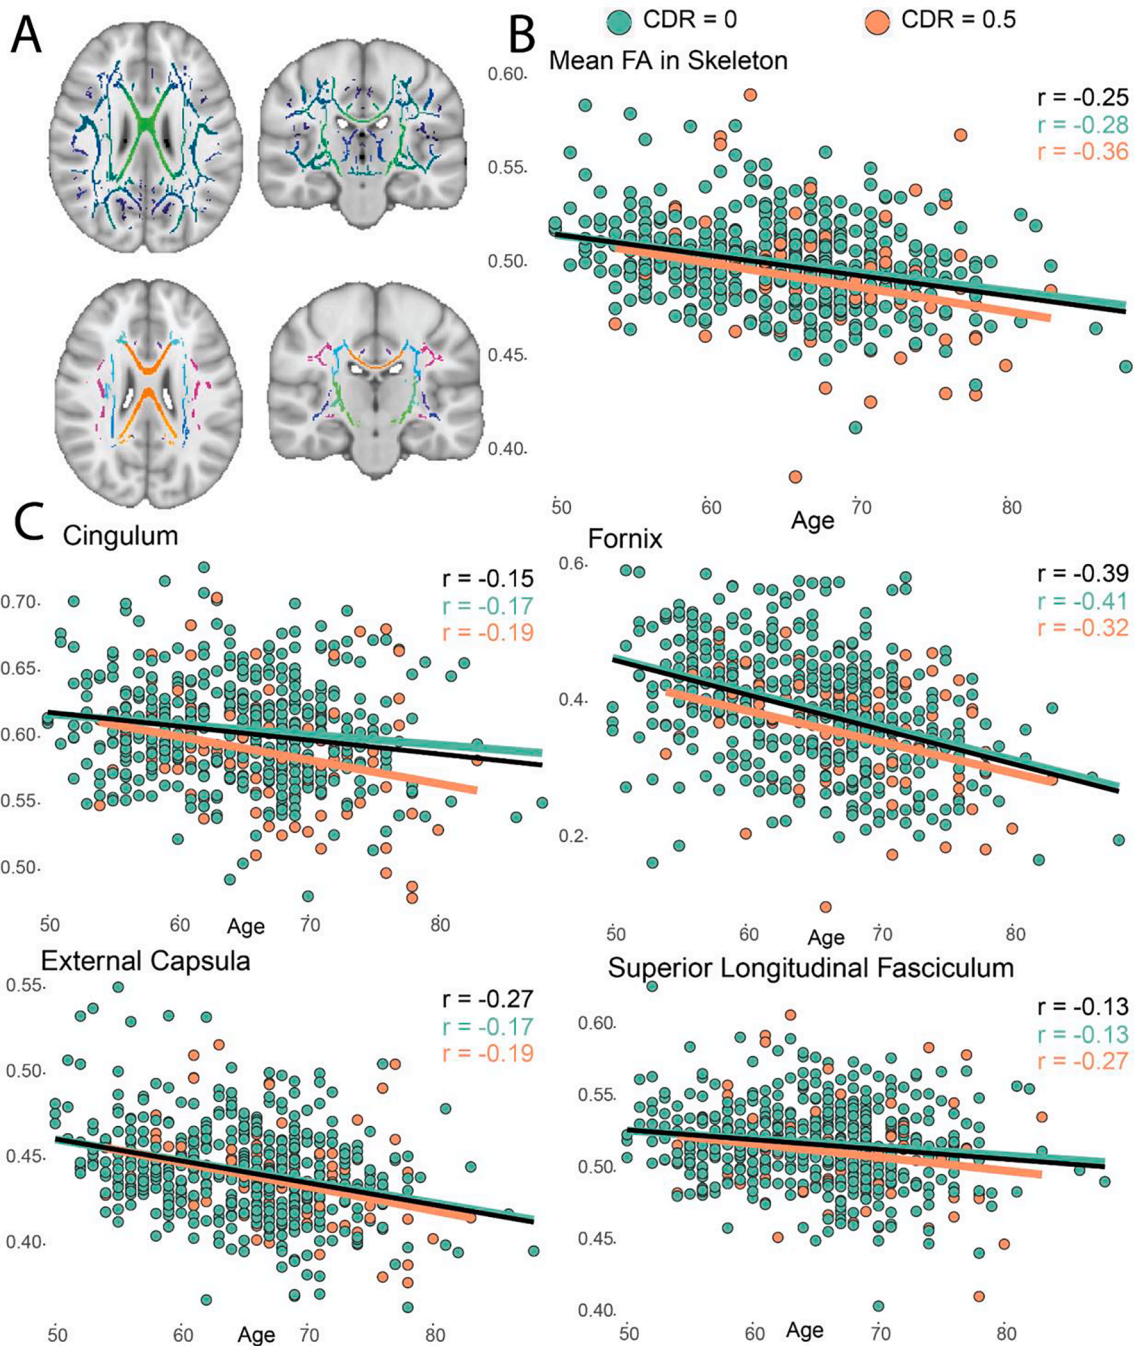 A
B
CDR = 0
CDR = 0.5
Mean FA in Skeleton
r = -0.25
r = -0.28
r = -0.36
0.60
0.55
0.50
0.45
0.40
50 60 70 80
Age
C
Cingulum
r = -0.15
r = -0.17
r = -0.19
0.70
0.65
0.60
0.55
0.50
50 60 70 80
Age
Fornix
r = -0.39
r = -0.41
r = -0.32
0.6
0.4
0.2
50 60 70 80
Age
External Capsula
r = -0.27
r = -0.17
r = -0.19
0.55
0.50
0.45
0.40
50 60 70 80
Age
Superior Longitudinal Fasciculum
r = -0.13
r = -0.13
r = -0.27
0.60
0.55
0.50
0.45
0.40
50 60 70 80
Age